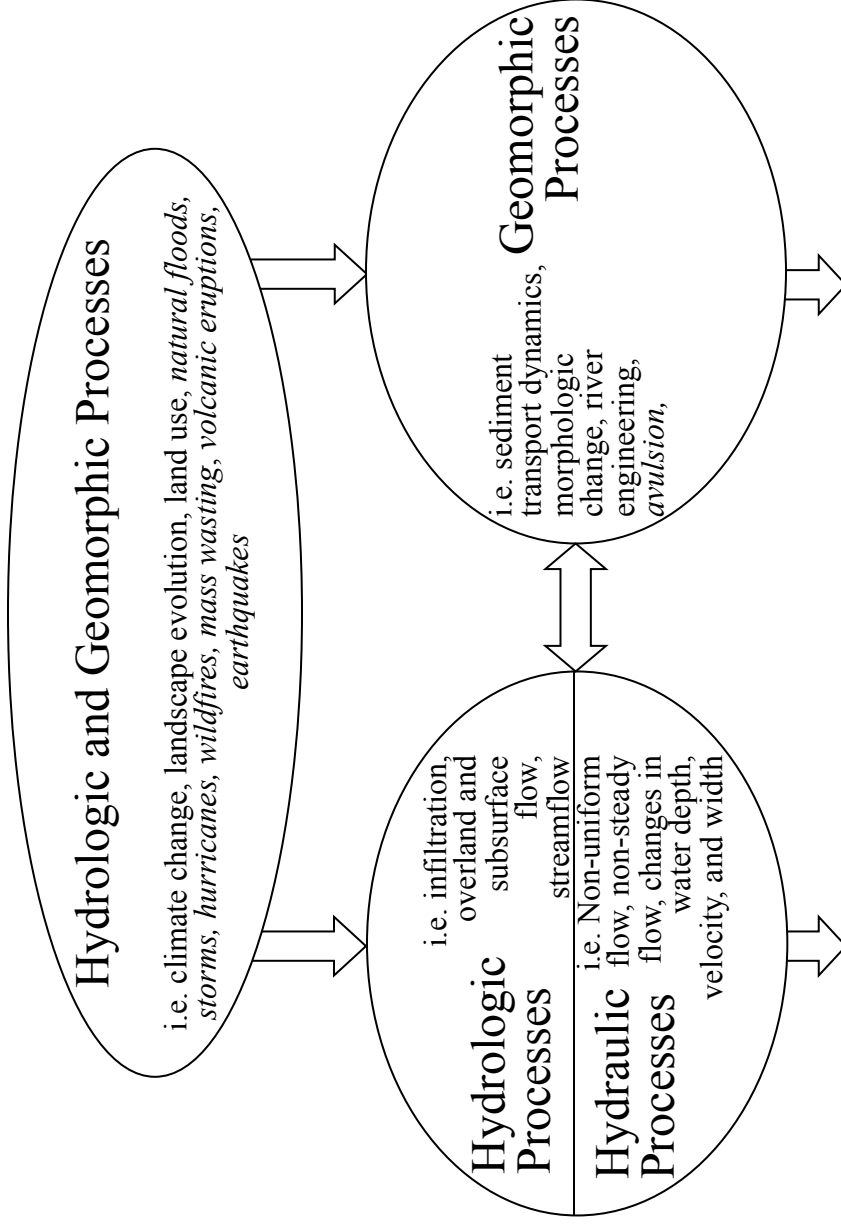 Hydrologic and Geomorphic Processes
i.e. climate change, landscape evolution, land use, natural floods,
storms, hurricanes, wildfires, mass wasting, volcanic eruptions,
earthquakes
Hydrologic
Processes
i.e. infiltration,
overland and
subsurface
flow,
streamflow
Hydraulic
Processes
i.e. Non-uniform
flow, non-steady
flow, changes in
water depth,
velocity, and width
i.e. sediment
transport dynamics,
morphologic
change, river
engineering,
avulsion,
Geomorphic
Processes